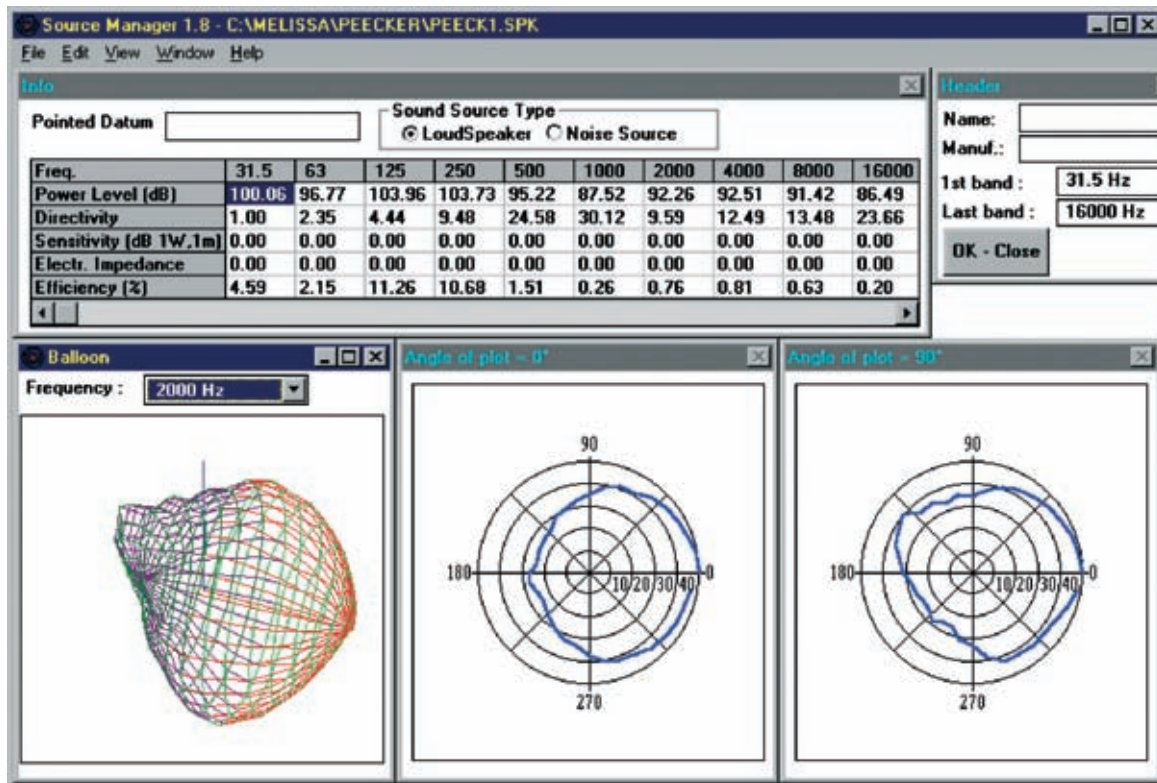 Source Manager 1.8 - C:\MELISSA\PEECKER\PEECK1.SPK
File Edit View Window Help
Info
Pointed Datum
Sound Source Type
LoudSpeaker Noise Source
Freq. 31.5 63 125 250 500 1000 2000 4000 8000 16000
Power Level (dB) 100.06 96.77 103.96 103.73 95.22 87.52 92.26 92.51 91.42 86.49
Directivity 1.00 2.35 4.44 9.48 24.58 30.12 9.59 12.49 13.48 23.66
Sensitivity (dB 1W,1m) 0.00 0.00 0.00 0.00 0.00 0.00 0.00 0.00 0.00 0.00
Electr. Impedance 0.00 0.00 0.00 0.00 0.00 0.00 0.00 0.00 0.00 0.00
Efficiency (%) 4.59 2.15 11.26 10.68 1.51 0.26 0.76 0.81 0.63 0.20
Header
Name:
Manuf.:
1st band : 31.5 Hz
Last band : 16000 Hz
OK - Close
Balloon
Frequency : 2000 Hz
Angle of plot = 0°
90
180 10 20 30 40 0
270
Angle of plot = 90°
90
180 10 20 30 40 0
270